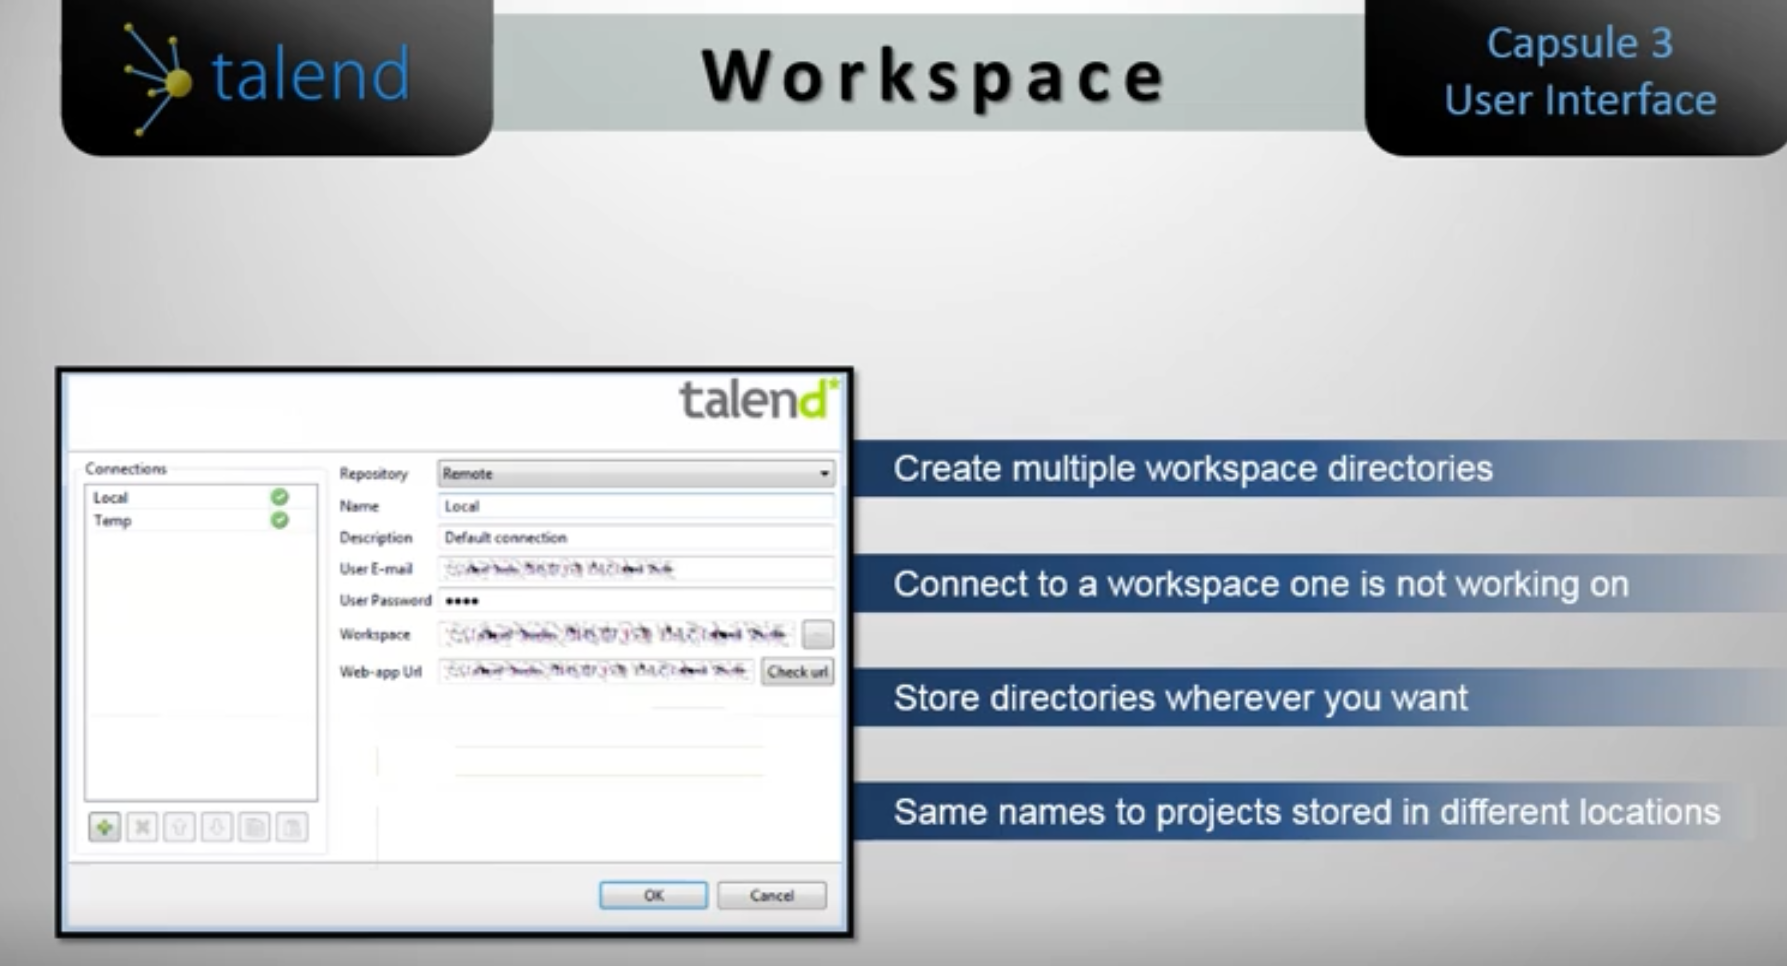 talend
Workspace
Capsule 3
User Interface
talend
Connections
Local
Temp
Repository Remote
Name Local
Description Default connection
User E-mail
User Password ••••
Workspace
Web-app Url Check url
OK Cancel
Create multiple workspace directories
Connect to a workspace one is not working on
Store directories wherever you want
Same names to projects stored in different locations